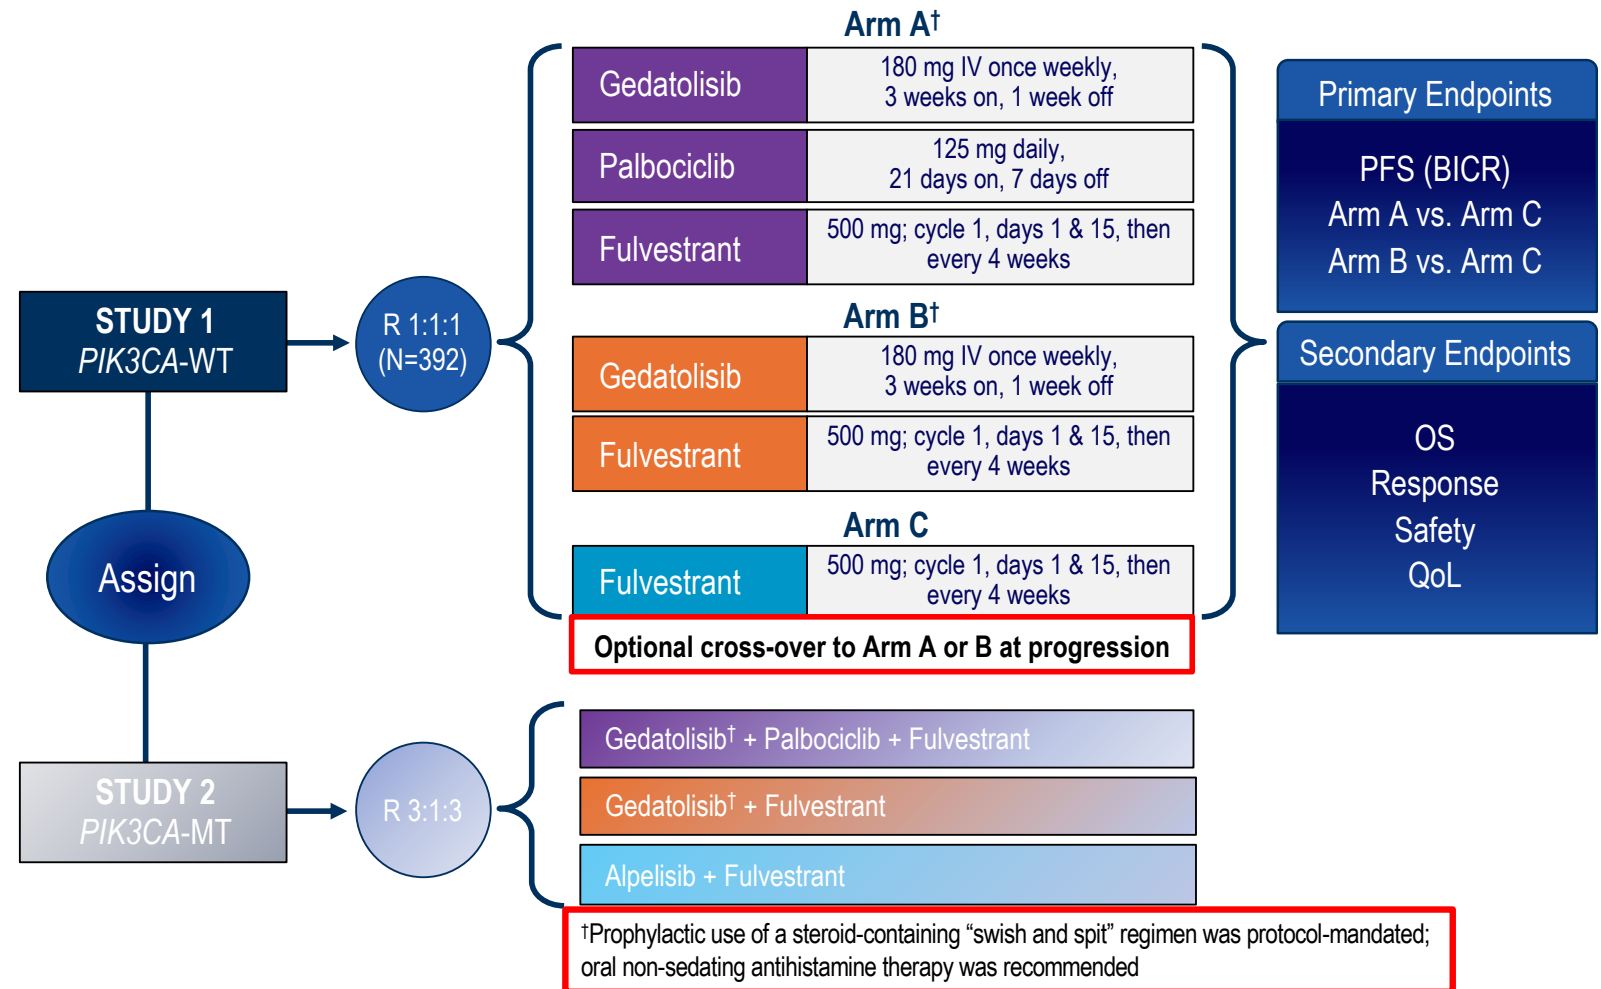 STUDY 1
PIK3CA-WT
Assign
STUDY 2
PIK3CA-MT
R 1:1:1
(N=392)
R 3:1:3
Arm A†
Gedatolisib
180 mg IV once weekly,
3 weeks on, 1 week off
Palbociclib
125 mg daily,
21 days on, 7 days off
Fulvestrant
500 mg; cycle 1, days 1 & 15, then
every 4 weeks
Arm B†
Gedatolisib
180 mg IV once weekly,
3 weeks on, 1 week off
Fulvestrant
500 mg; cycle 1, days 1 & 15, then
every 4 weeks
Arm C
Fulvestrant
500 mg; cycle 1, days 1 & 15, then
every 4 weeks
Optional cross-over to Arm A or B at progression
Gedatolisib† + Palbociclib + Fulvestrant
Gedatolisib† + Fulvestrant
Alpelisib + Fulvestrant
†Prophylactic use of a steroid-containing “swish and spit” regimen was protocol-mandated;
oral non-sedating antihistamine therapy was recommended
Primary Endpoints
PFS (BICR)
Arm A vs. Arm C
Arm B vs. Arm C
Secondary Endpoints
OS
Response
Safety
QoL